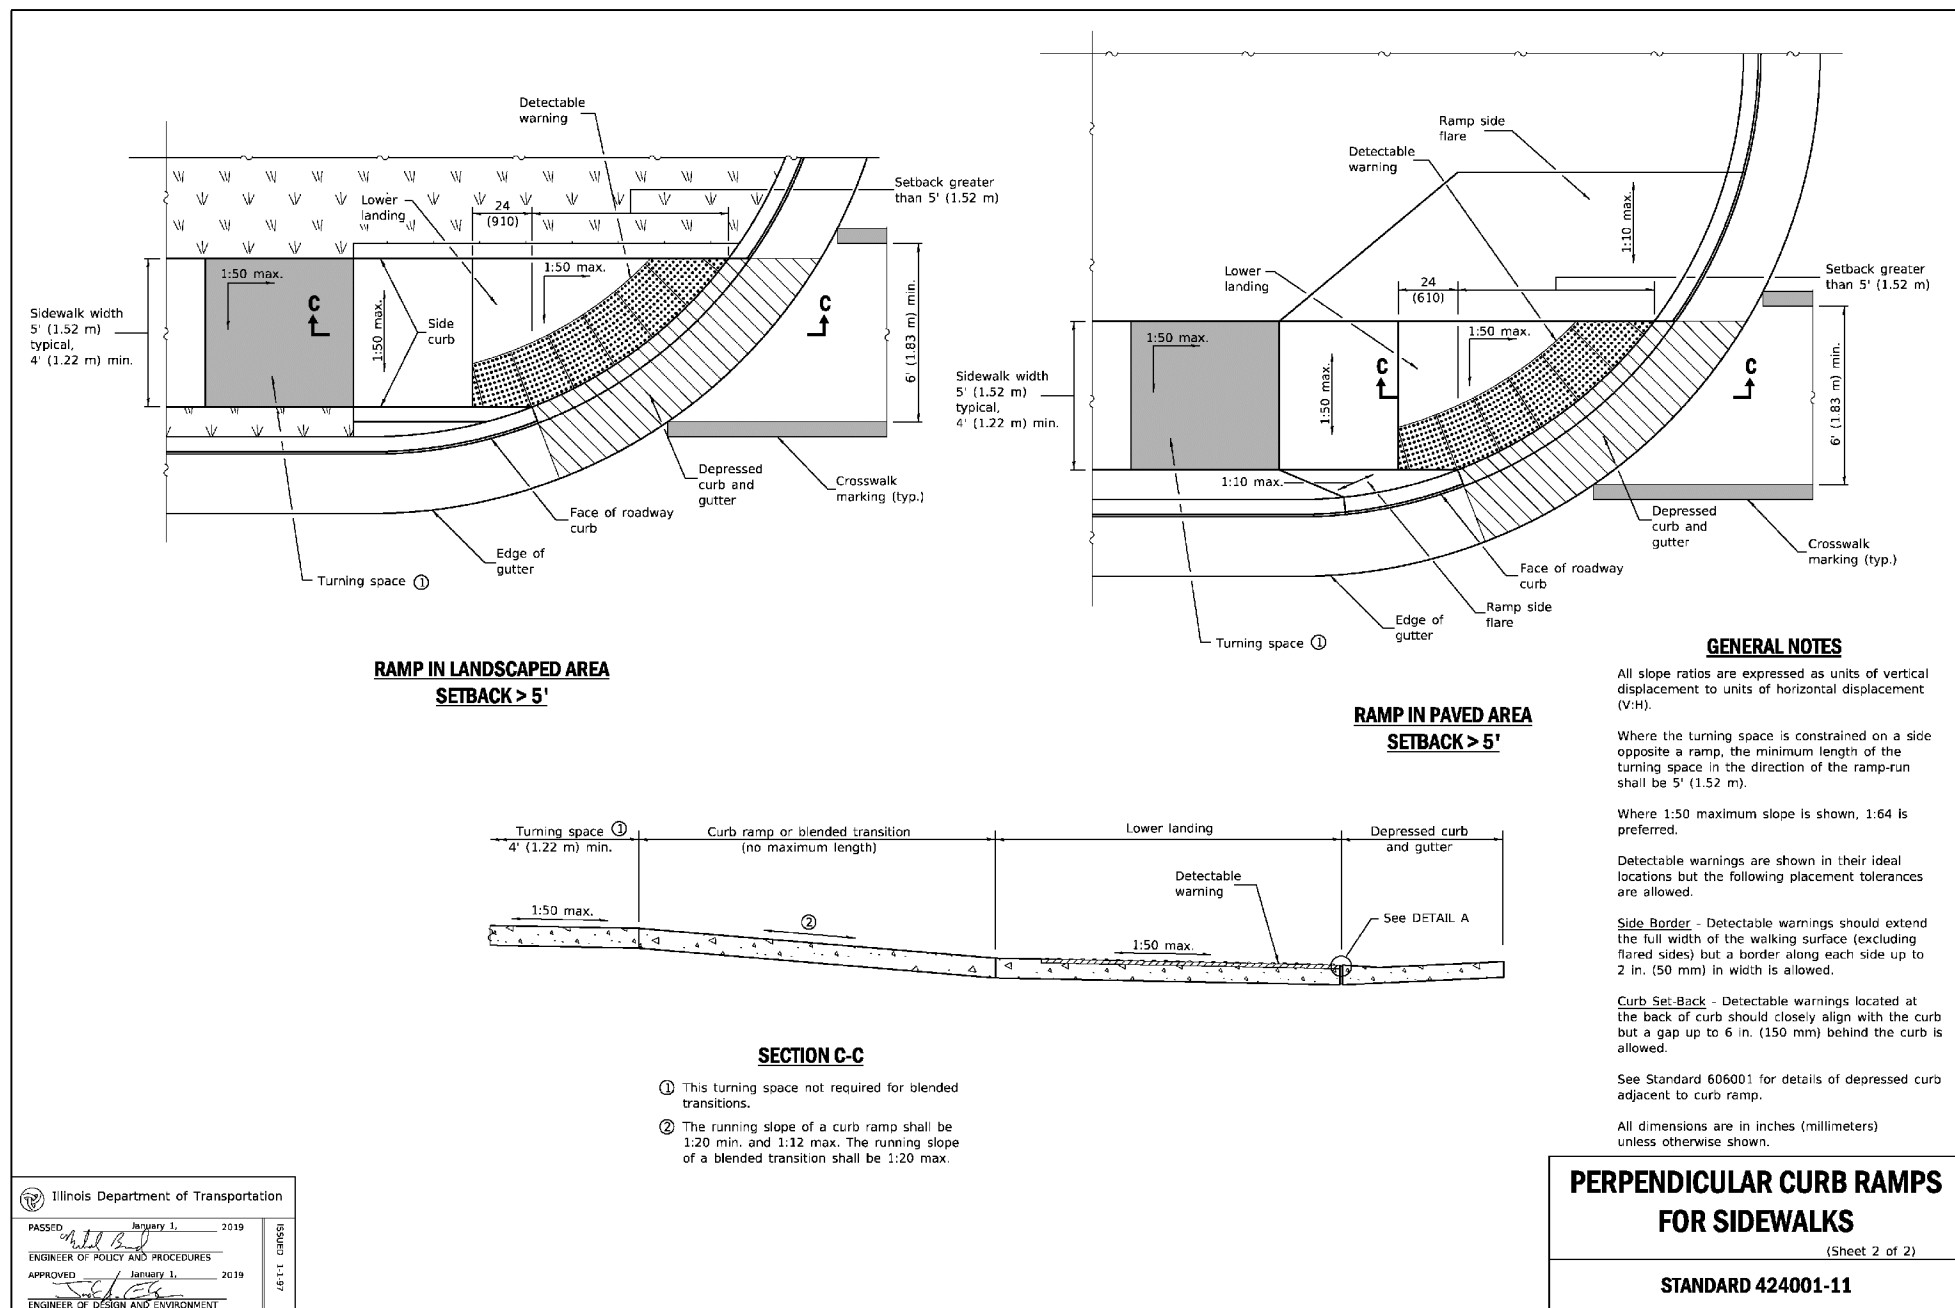 Detectable
warning
Setback greater
than 5' (1.52 m)
Lower
landing
24
(910)
1:50 max.
1:50 max.
1:50 max.
C
C
Side
curb
Sidewalk width
5' (1.52 m)
typical,
4' (1.22 m) min.
6' (1.83 m) min.
Depressed
curb and
gutter
Crosswalk
marking (typ.)
Face of roadway
curb
Edge of
gutter
Turning space ①
RAMP IN LANDSCAPED AREA
SETBACK > 5'
Ramp side
flare
Detectable
warning
1:10 max.
Lower
landing
Setback greater
than 5' (1.52 m)
24
(610)
1:50 max.
1:50 max.
1:50 max.
C
C
Sidewalk width
5' (1.52 m)
typical,
4' (1.22 m) min.
6' (1.83 m) min.
1:10 max.
Depressed
curb and
gutter
Crosswalk
marking (typ.)
Face of roadway
curb
Ramp side
flare
Edge of
gutter
Turning space ①
RAMP IN PAVED AREA
SETBACK > 5'
Turning space ①
4' (1.22 m) min.
Curb ramp or blended transition
(no maximum length)
Lower landing
Depressed curb
and gutter
Detectable
warning
See DETAIL A
1:50 max.
②
1:50 max.
SECTION C-C
① This turning space not required for blended
transitions.
② The running slope of a curb ramp shall be
1:20 min. and 1:12 max. The running slope
of a blended transition shall be 1:20 max.
GENERAL NOTES
All slope ratios are expressed as units of vertical
displacement to units of horizontal displacement
(V:H).
Where the turning space is constrained on a side
opposite a ramp, the minimum length of the
turning space in the direction of the ramp-run
shall be 5' (1.52 m).
Where 1:50 maximum slope is shown, 1:64 is
preferred.
Detectable warnings are shown in their ideal
locations but the following placement tolerances
are allowed.
Side Border - Detectable warnings should extend
the full width of the walking surface (excluding
flared sides) but a border along each side up to
2 in. (50 mm) in width is allowed.
Curb Set-Back - Detectable warnings located at
the back of curb should closely align with the curb
but a gap up to 6 in. (150 mm) behind the curb is
allowed.
See Standard 606001 for details of depressed curb
adjacent to curb ramp.
All dimensions are in inches (millimeters)
unless otherwise shown.
Illinois Department of Transportation
PASSED January 1, 2019
ENGINEER OF POLICY AND PROCEDURES
APPROVED January 1, 2019
ENGINEER OF DESIGN AND ENVIRONMENT
ISSUED 1-1-97
PERPENDICULAR CURB RAMPS
FOR SIDEWALKS
(Sheet 2 of 2)
STANDARD 424001-11